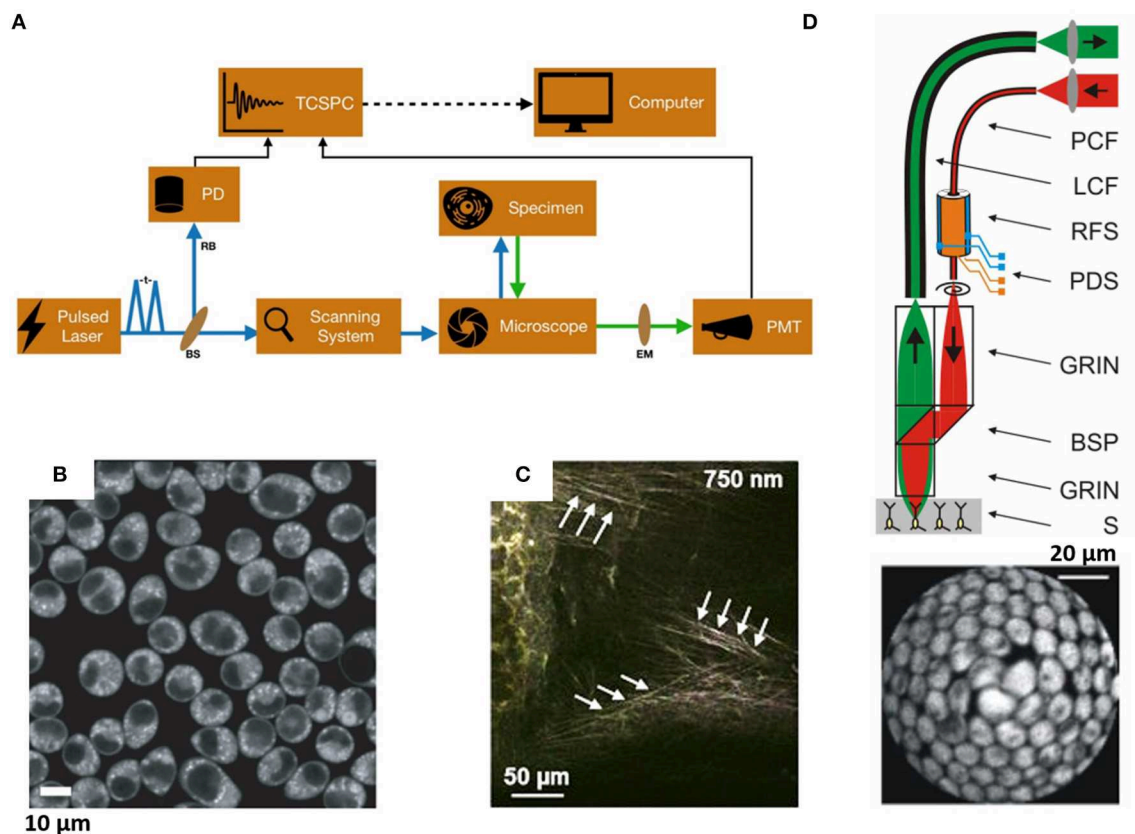 A
TCSPC
Computer
PD
Specimen
RB
-t-
Pulsed
Laser
BS
Scanning
System
Microscope
EM
PMT
B
10 µm
C
750 nm
50 µm
D
PCF
LCF
RFS
PDS
GRIN
BSP
GRIN
S
20 µm